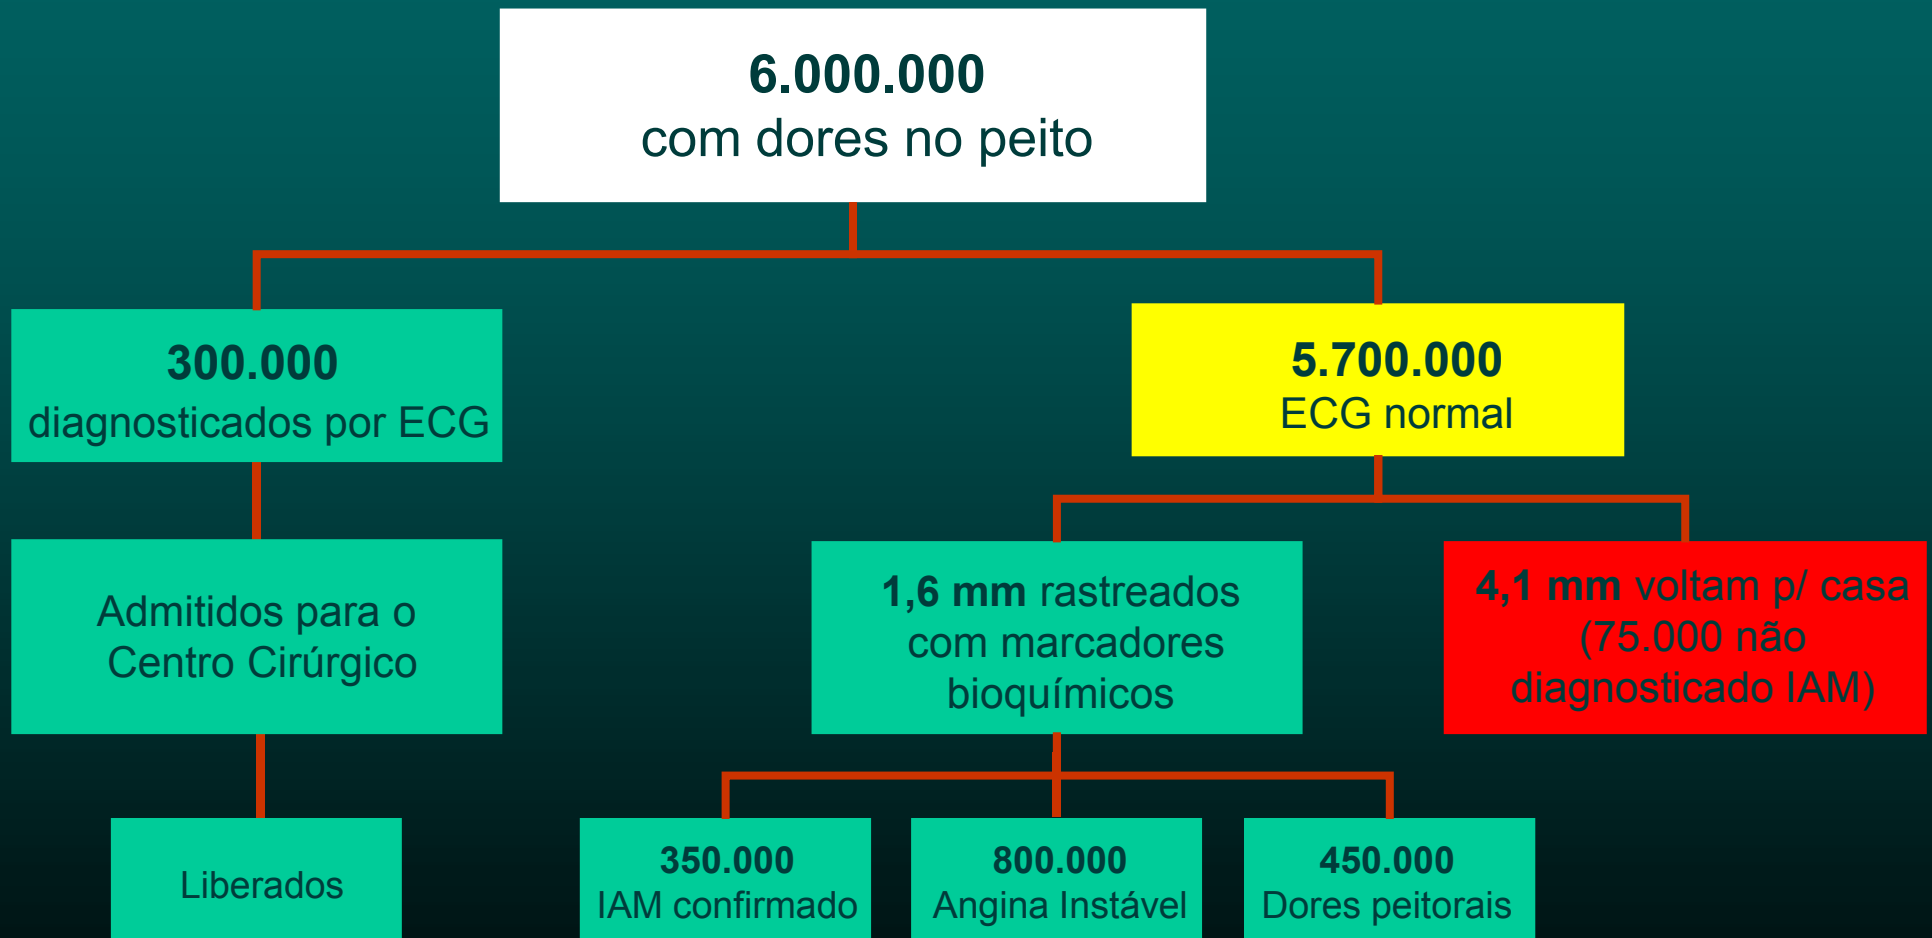 6.000.000
com dores no peito
300.000
diagnosticados por ECG
5.700.000
ECG normal
Admitidos para o
Centro Cirúrgico
1,6 mm rastreados
com marcadores
bioquímicos
4,1 mm voltam p/ casa
(75.000 não
diagnosticado IAM)
Liberados
350.000
IAM confirmado
800.000
Angina Instável
450.000
Dores peitorais